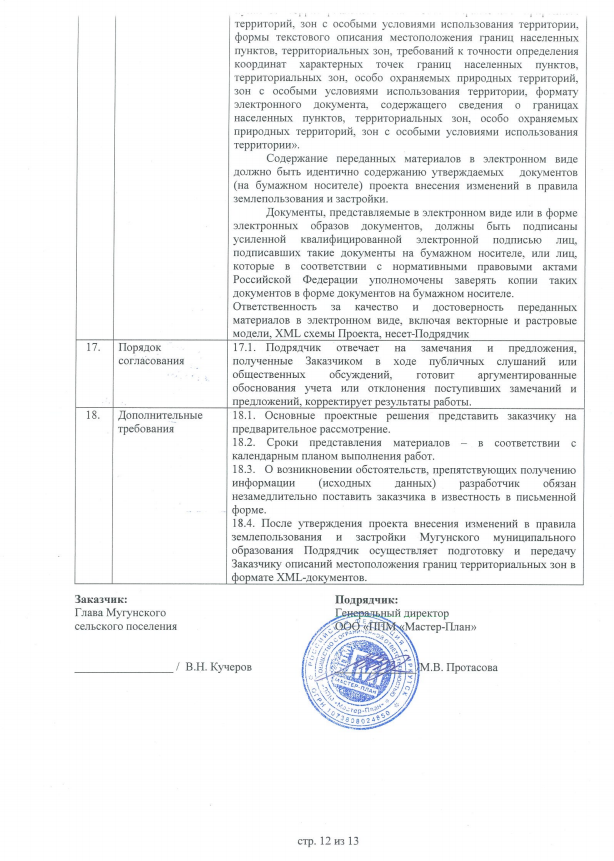 территорий, зон с особыми условиями использования территории,
формы текстового описания местоположения границ населенных
пунктов, территориальных зон, требований к точности определения
координат характерных точек границ населенных пунктов,
территориальных зон, особо охраняемых природных территорий,
зон с особыми условиями использования территории, формату
электронного документа, содержащего сведения о границах
населенных пунктов, территориальных зон, особо охраняемых
природных территорий, зон с особыми условиями использования
территории».
Содержание переданных материалов в электронном виде
должно быть идентично содержанию утверждаемых документов
(на бумажном носителе) проекта внесения изменений в правила
землепользования и застройки.
Документы, представляемые в электронном виде или в форме
электронных образов документов, должны быть подписаны
усиленной квалифицированной электронной подписью лиц,
подписавших такие документы на бумажном носителе, или лиц,
которые в соответствии с нормативными правовыми актами
Российской Федерации уполномочены заверять копии таких
документов в форме документов на бумажном носителе.
Ответственность за качество и достоверность переданных
материалов в электронном виде, включая векторные и растровые
модели, XML схемы Проекта, несет-Подрядчик
17. Порядок согласования
17.1. Подрядчик отвечает на замечания и предложения,
полученные Заказчиком в ходе публичных слушаний или
общественных обсуждений, готовит аргументированные
обоснования учета или отклонения поступивших замечаний и
предложений, корректирует результаты работы.
18. Дополнительные требования
18.1. Основные проектные решения представить заказчику на
предварительное рассмотрение.
18.2. Сроки представления материалов – в соответствии с
календарным планом выполнения работ.
18.3. О возникновении обстоятельств, препятствующих получению
информации (исходных данных) разработчик обязан
незамедлительно поставить заказчика в известность в письменной
форме.
18.4. После утверждения проекта внесения изменений в правила
землепользования и застройки Мугунского муниципального
образования Подрядчик осуществляет подготовку и передачу
Заказчику описаний местоположения границ территориальных зон в
формате XML-документов.
Заказчик:
Глава Мугунского
сельского поселения
/ В.Н. Кучеров
Подрядчик:
Генеральный директор
ООО «ППМ «Мастер-План»
М.В. Протасова
МАСТЕР-ПЛАН
стр. 12 из 13